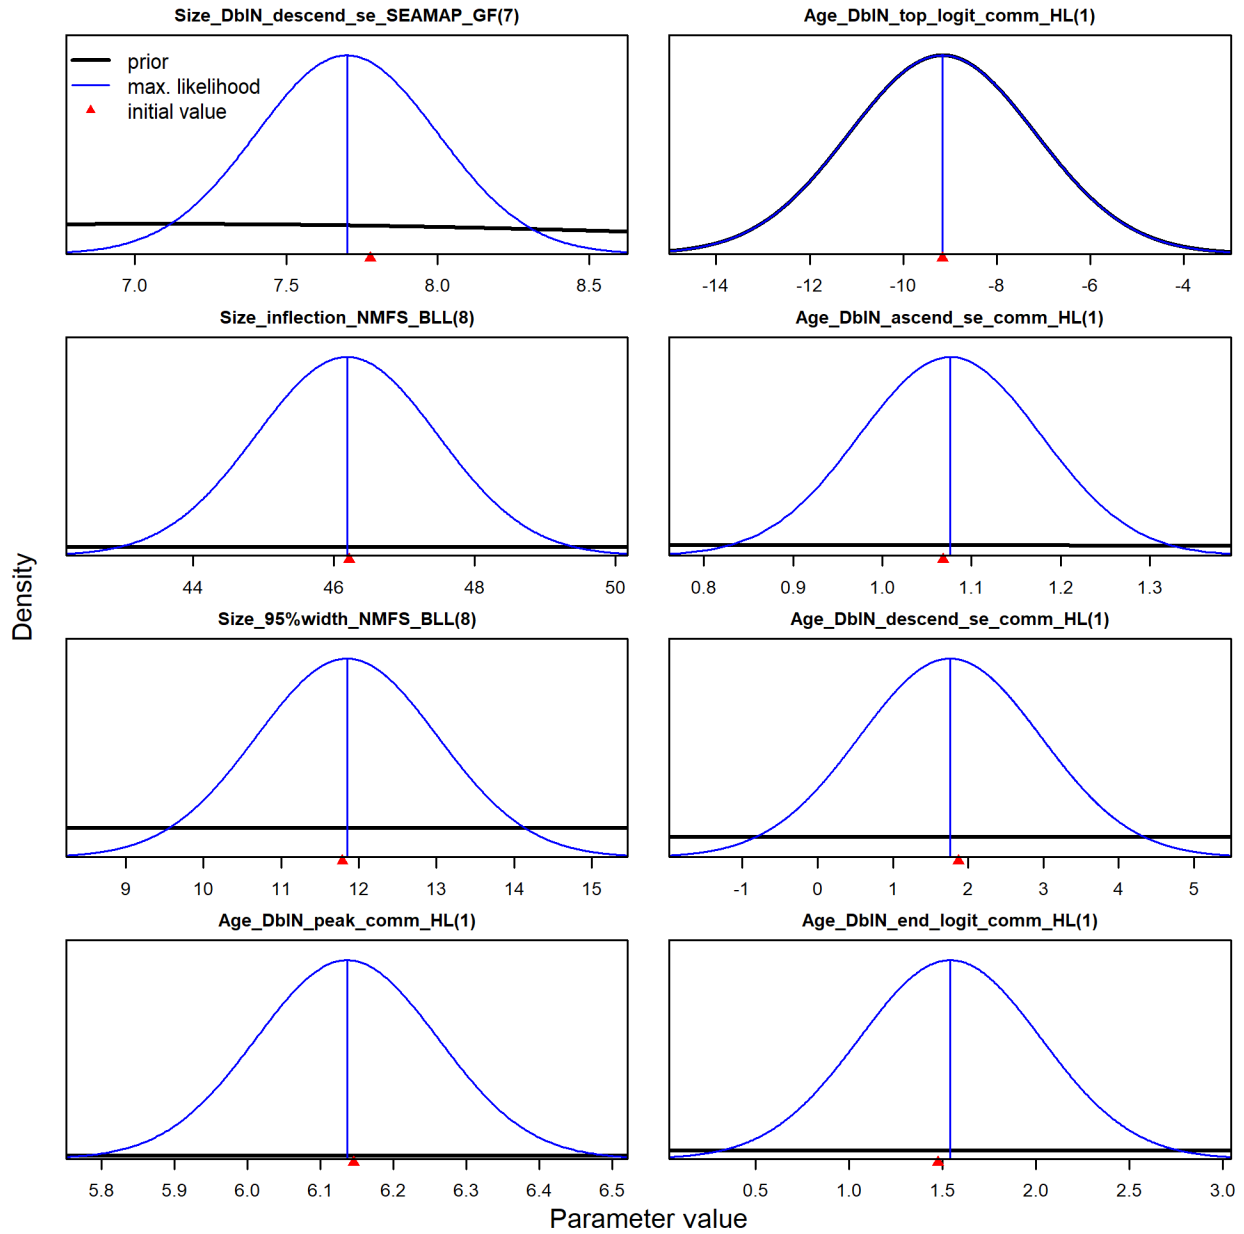 Size_DblN_descend_se_SEAMAP_GF(7)
prior
max. likelihood
initial value
7.0 7.5 8.0 8.5
Age_DblN_top_logit_comm_HL(1)
-14 -12 -10 -8 -6 -4
Size_inflection_NMFS_BLL(8)
44 46 48 50
Age_DblN_ascend_se_comm_HL(1)
0.8 0.9 1.0 1.1 1.2 1.3
Size_95%width_NMFS_BLL(8)
9 10 11 12 13 14 15
Age_DblN_descend_se_comm_HL(1)
-1 0 1 2 3 4 5
Age_DblN_peak_comm_HL(1)
5.8 5.9 6.0 6.1 6.2 6.3 6.4 6.5
Age_DblN_end_logit_comm_HL(1)
0.5 1.0 1.5 2.0 2.5 3.0
Density
Parameter value